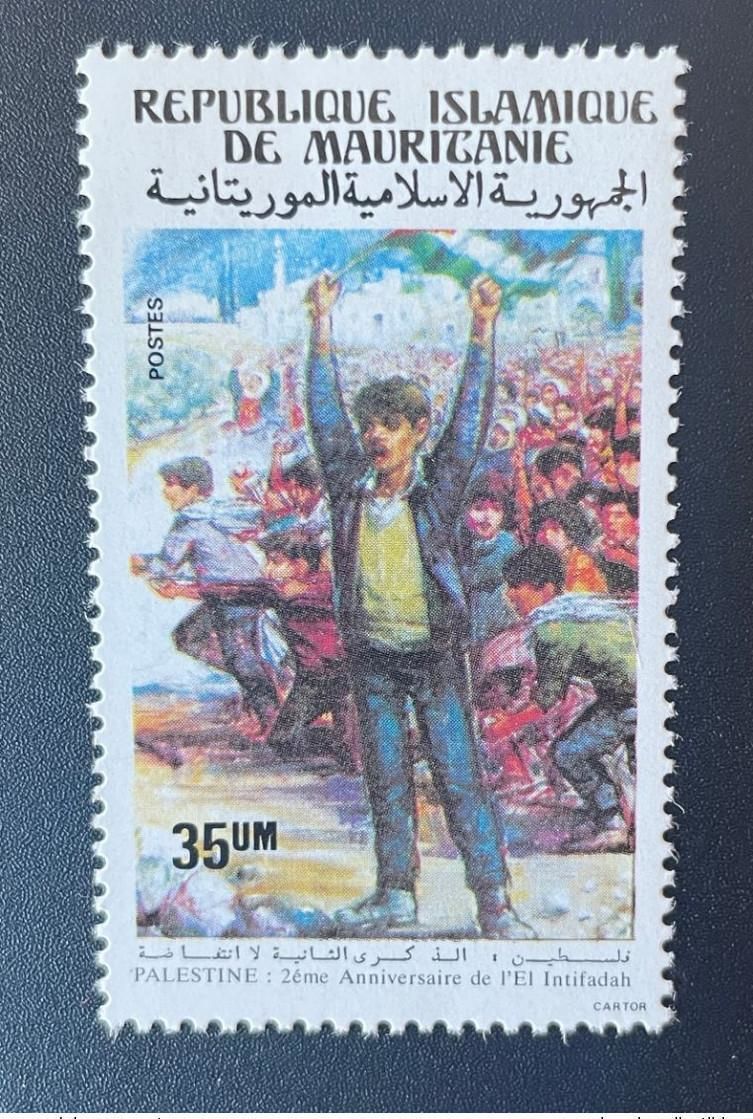 REPUBLIQUE ISLAMIQUE
DE MAURITANIE
الجمهورية الاسلامية الموريتانية
POSTES
35UM
فلسطين : الذكرى الثانية لانتفاضة
PALESTINE : 2éme Anniversaire de l'El Intifadah
CARTOR